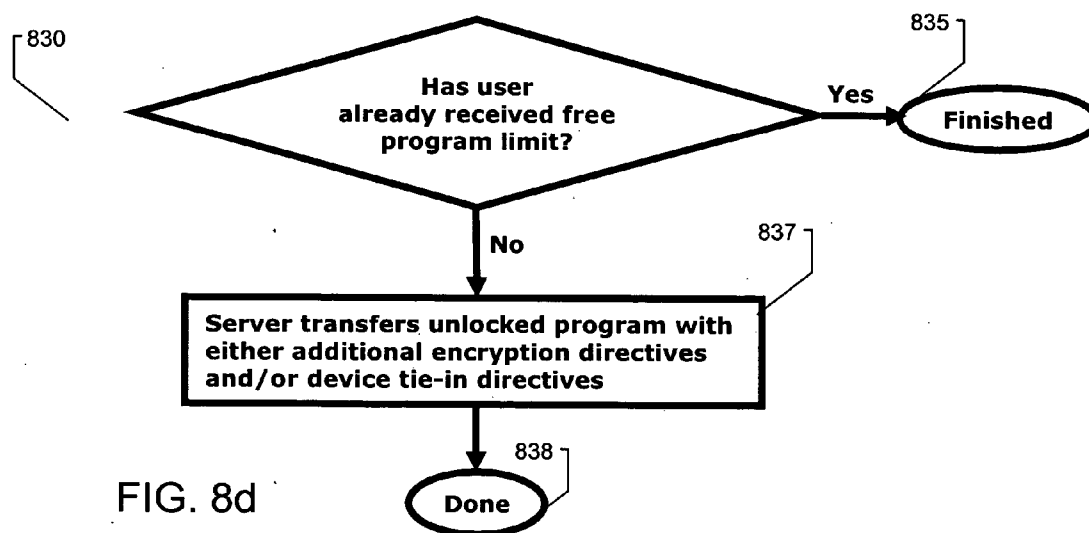 830
835
Has user
already received free
program limit?
Yes
Finished
No
837
Server transfers unlocked program with
either additional encryption directives
and/or device tie-in directives
838
Done
FIG. 8d